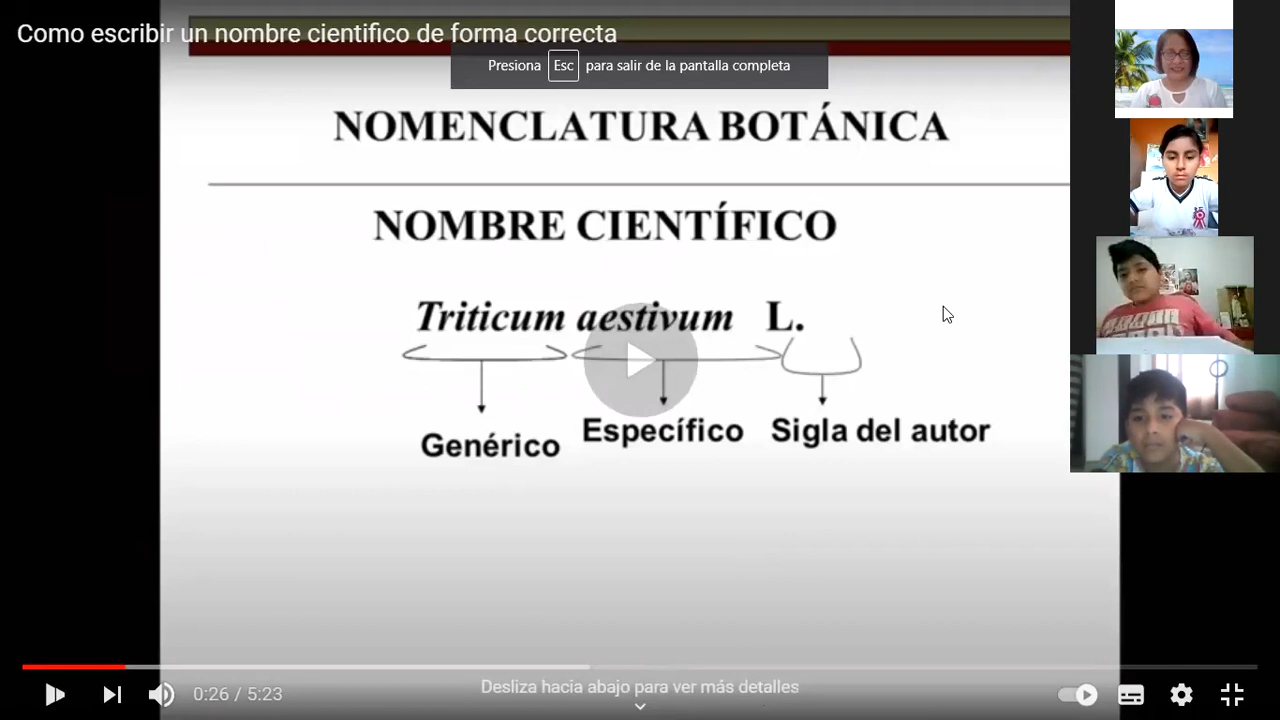 Como escribir un nombre cientifico de forma correcta
Presiona Esc para salir de la pantalla completa
NOMENCLATURA BOTÁNICA
NOMBRE CIENTÍFICO
Triticum aestivum L.
Genérico Específico Sigla del autor
0:26 / 5:23
Desliza hacia abajo para ver más detalles